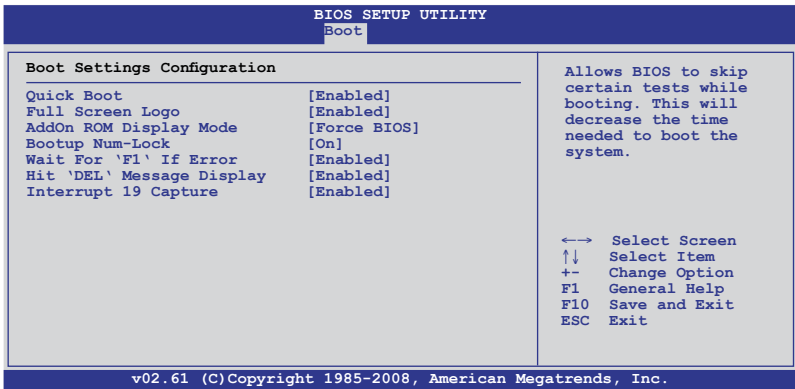 BIOS SETUP UTILITY
Boot
Boot Settings Configuration
Quick Boot [Enabled]
Full Screen Logo [Enabled]
AddOn ROM Display Mode [Force BIOS]
Bootup Num-Lock [On]
Wait For ‘F1‘ If Error [Enabled]
Hit ‘DEL‘ Message Display [Enabled]
Interrupt 19 Capture [Enabled]
Allows BIOS to skip
certain tests while
booting. This will
decrease the time
needed to boot the
system.
←→ Select Screen
↑↓ Select Item
+- Change Option
F1 General Help
F10 Save and Exit
ESC Exit
v02.61 (C)Copyright 1985-2008, American Megatrends, Inc.